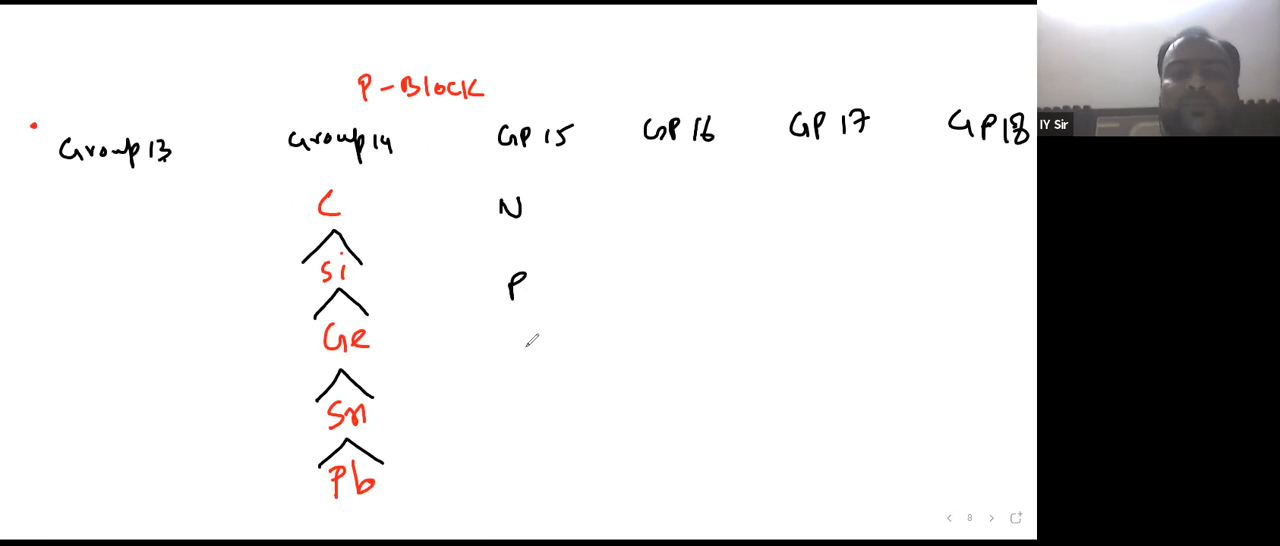 P-BLOCK
Group 13 Group 14 GP 15 GP 16 GP 17 GP 18
C N
Si P
Ge
Sn
Pb
IY Sir
8